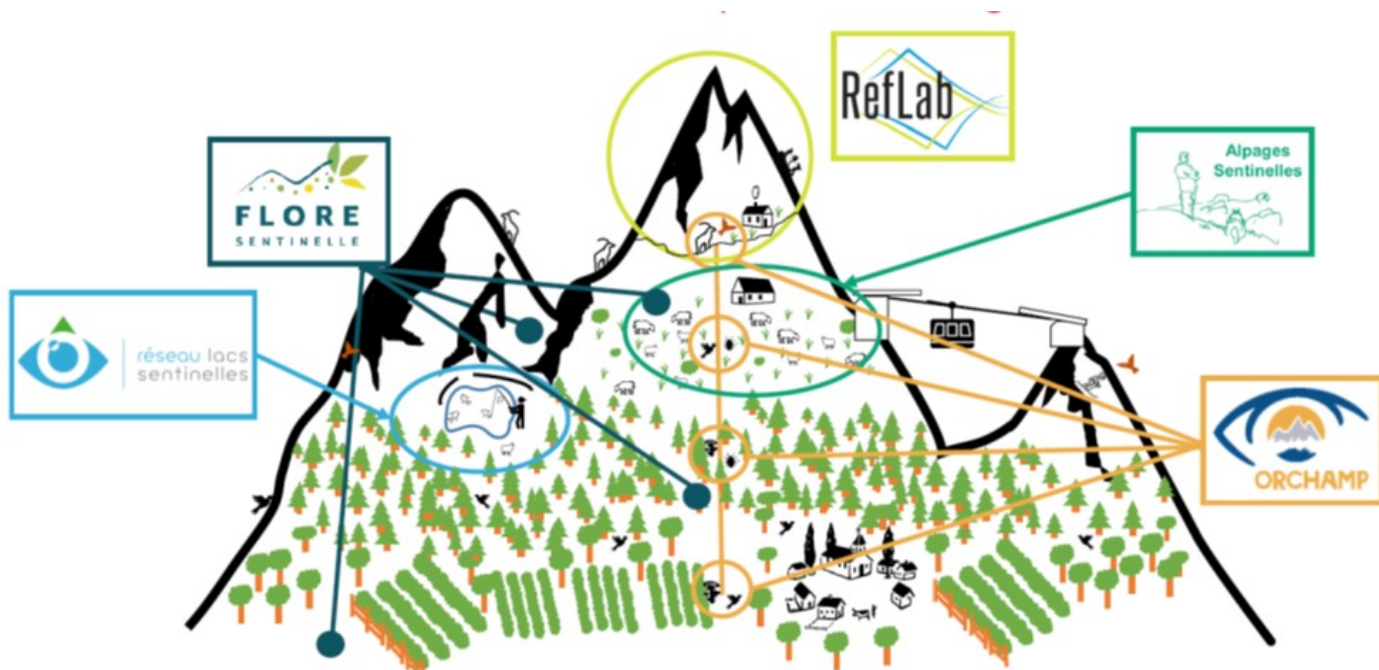 RefLab
Alpages
Sentinelles
FLORE
SENTINELLE
réseau lacs
sentinelles
ORCHAMP